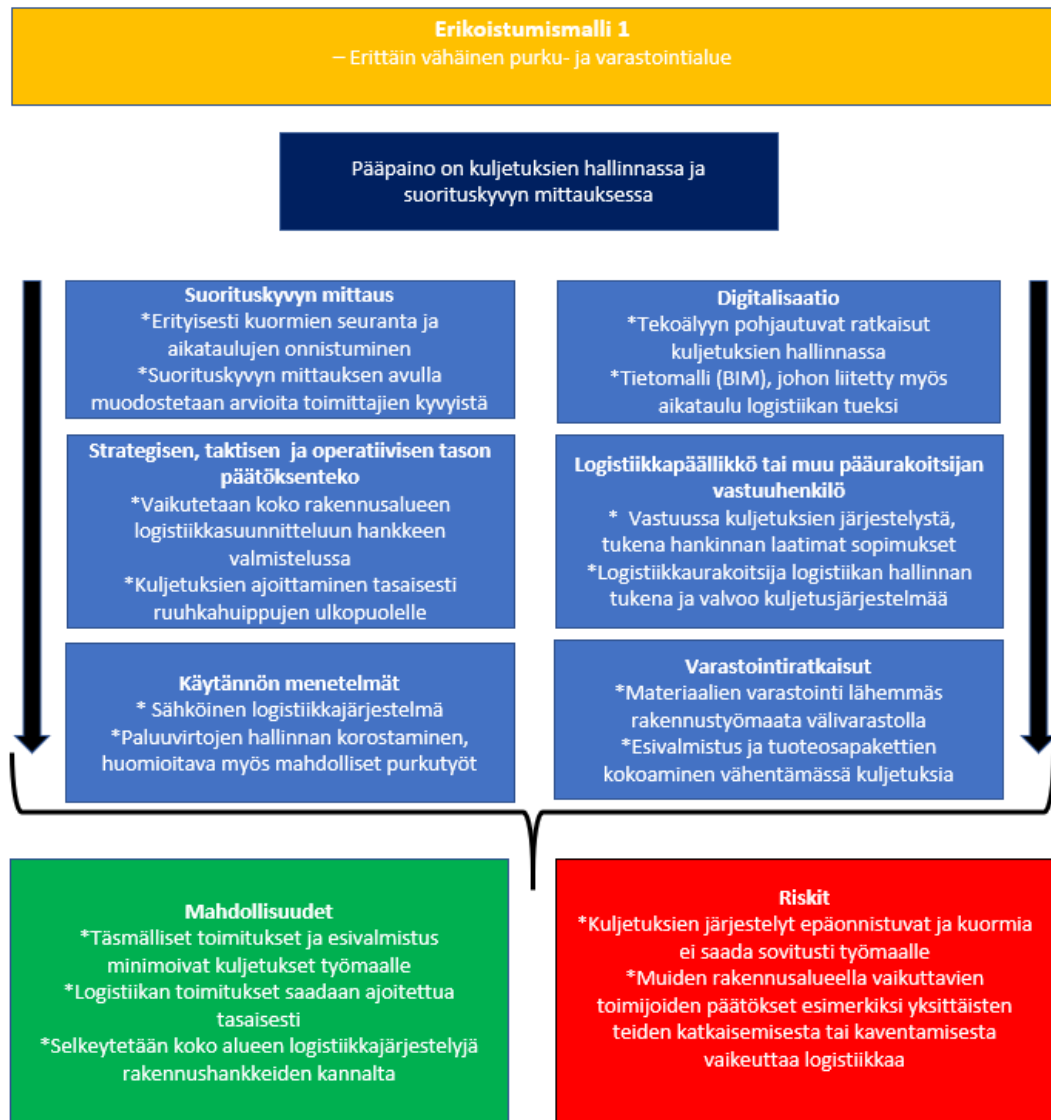 Erikoistumismalli 1
– Erittäin vähäinen purku- ja varastointialue
Pääpaino on kuljetuksien hallinnassa ja
suorituskyvyn mittauksessa
Suorituskyvyn mittaus
*Erityisesti kuormien seuranta ja
aikataulujen onnistuminen
*Suorituskyvyn mittauksen avulla
muodostetaan arvioita toimittajien kyvyistä
Digitalisaatio
*Tekoälyyn pohjautuvat ratkaisut
kuljetuksien hallinnassa
*Tietomalli (BIM), johon liitetty myös
aikataulu logistiikan tueksi
Strategisen, taktisen ja operatiivisen tason
päätöksenteko
*Vaikutetaan koko rakennusalueen
logistiikkasuunnitteluun hankkeen
valmistelussa
*Kuljetuksien ajoittaminen tasaisesti
ruuhkahuippujen ulkopuolelle
Logistiikkapäällikkö tai muu pääurakoitsijan
vastuuhenkilö
* Vastuussa kuljetuksien järjestelystä,
tukena hankinnan laatimat sopimukset
*Logistiikkaurakoitsija logistiikan hallinnan
tukena ja valvoo kuljetusjärjestelmää
Käytännön menetelmät
* Sähköinen logistiikkajärjestelmä
*Paluuvirtojen hallinnan korostaminen,
huomioitava myös mahdolliset purkutyöt
Varastointiratkaisut
*Materiaalien varastointi lähemmäs
rakennustyömaata välivarastolla
*Esivalmistus ja tuoteosapakettien
kokoaminen vähentämässä kuljetuksia
Mahdollisuudet
*Täsmälliset toimitukset ja esivalmistus
minimoivat kuljetukset työmaalle
*Logistiikan toimitukset saadaan ajoitettua
tasaisesti
*Selkeytetään koko alueen logistiikkajärjestelyjä
rakennushankkeiden kannalta
Riskit
*Kuljetuksien järjestelyt epäonnistuvat ja kuormia
ei saada sovitusti työmaalle
*Muiden rakennusalueella vaikuttavien
toimijoiden päätökset esimerkiksi yksittäisten
teiden katkaisemisesta tai kaventamisesta
vaikeuttaa logistiikkaa